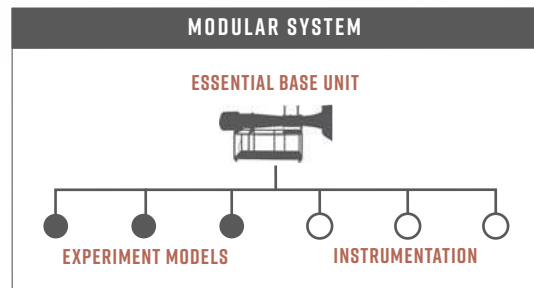 MODULAR SYSTEM
ESSENTIAL BASE UNIT
EXPERIMENT MODELS
INSTRUMENTATION